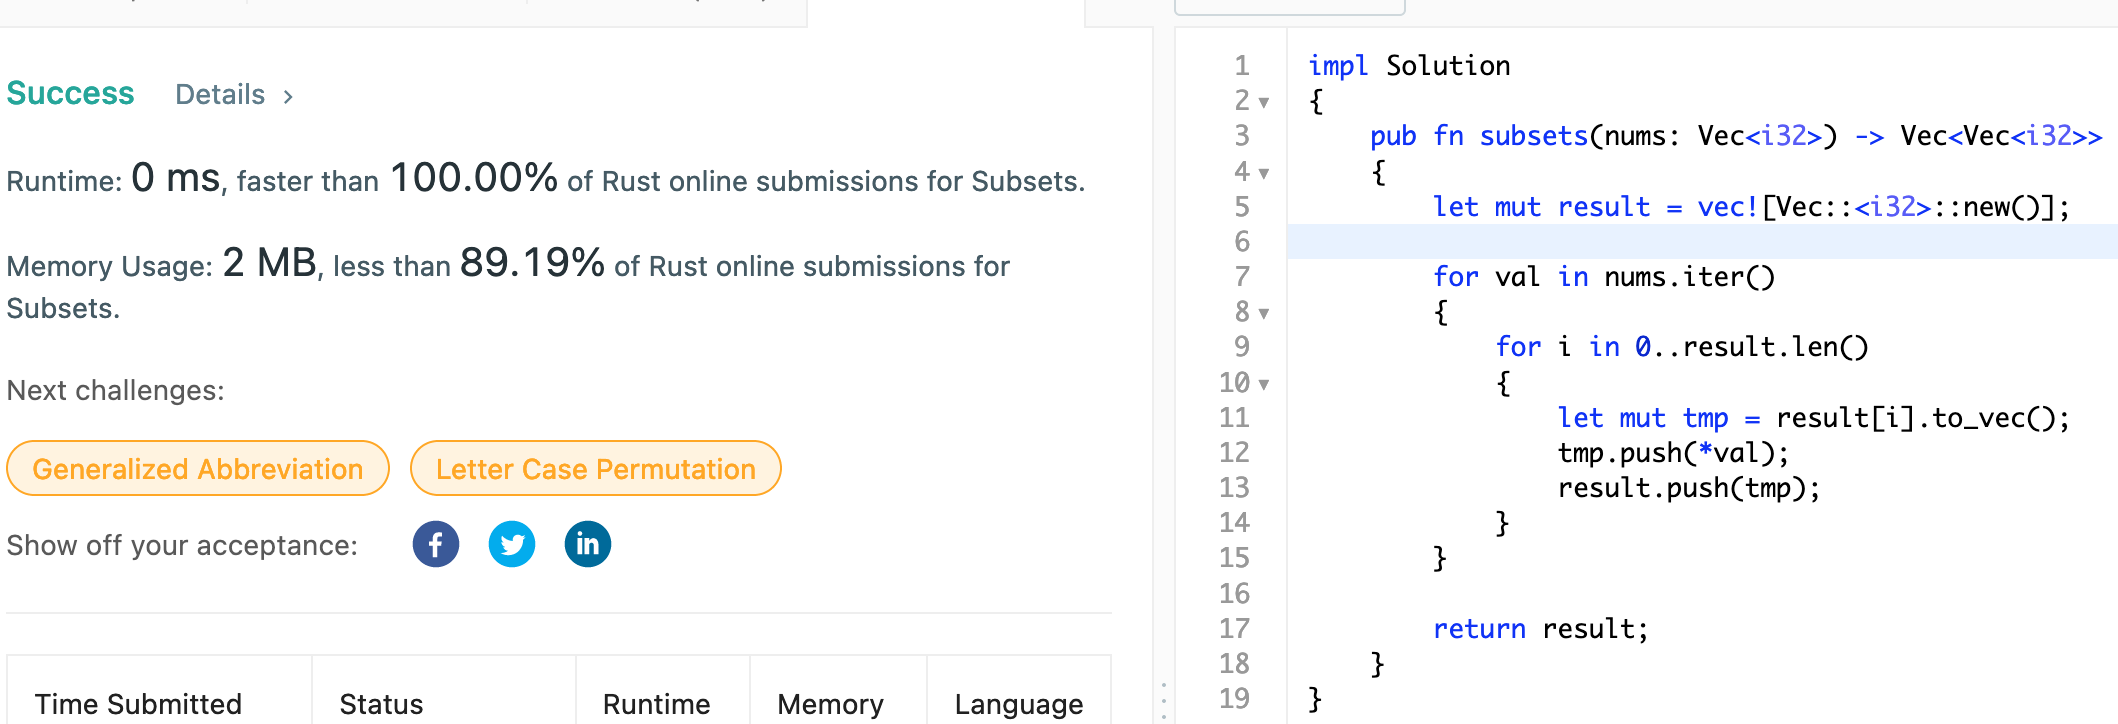 Success Details >
Runtime: 0 ms, faster than 100.00% of Rust online submissions for Subsets.
Memory Usage: 2 MB, less than 89.19% of Rust online submissions for
Subsets.
Next challenges:
Generalized Abbreviation Letter Case Permutation
Show off your acceptance: f in
Time Submitted Status Runtime Memory Language
1 impl Solution
2 {
3     pub fn subsets(nums: Vec<i32>) -> Vec<Vec<i32>>
4     {
5         let mut result = vec![Vec::<i32>::new()];
6
7         for val in nums.iter()
8         {
9             for i in 0..result.len()
10             {
11                 let mut tmp = result[i].to_vec();
12                 tmp.push(*val);
13                 result.push(tmp);
14             }
15         }
16
17         return result;
18     }
19 }